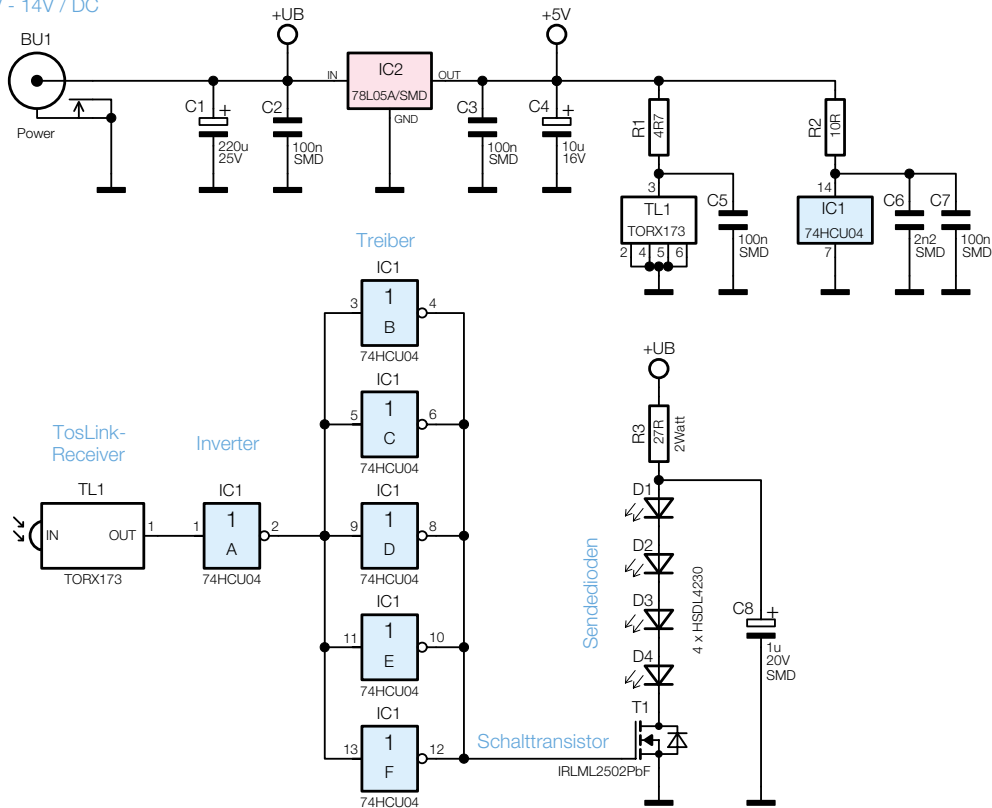 - 14V / DC
BU1
+UB
+5V
IN
IC2
OUT
78L05A/SMD
GND
Power
C1
+
220u
25V
C2
100n
SMD
C3
100n
SMD
C4
+
10u
16V
R1
4R7
R2
10R
3
TL1
TORX173
2 4 5 6
C5
100n
SMD
14
IC1
74HCU04
7
C6
2n2
SMD
C7
100n
SMD
Treiber
IC1
3
1
B
4
74HCU04
IC1
5
1
C
6
74HCU04
TosLink-
Receiver
TL1
IN
OUT
1
TORX173
Inverter
IC1
1
1
A
2
74HCU04
IC1
9
1
D
8
74HCU04
IC1
11
1
E
10
74HCU04
IC1
13
1
F
12
74HCU04
+UB
R3
27R
2Watt
D1
D2
D3
D4
Sendedioden
4 x HSDL4230
C8
+
1u
20V
SMD
T1
Schalttransistor
IRLML2502PbF